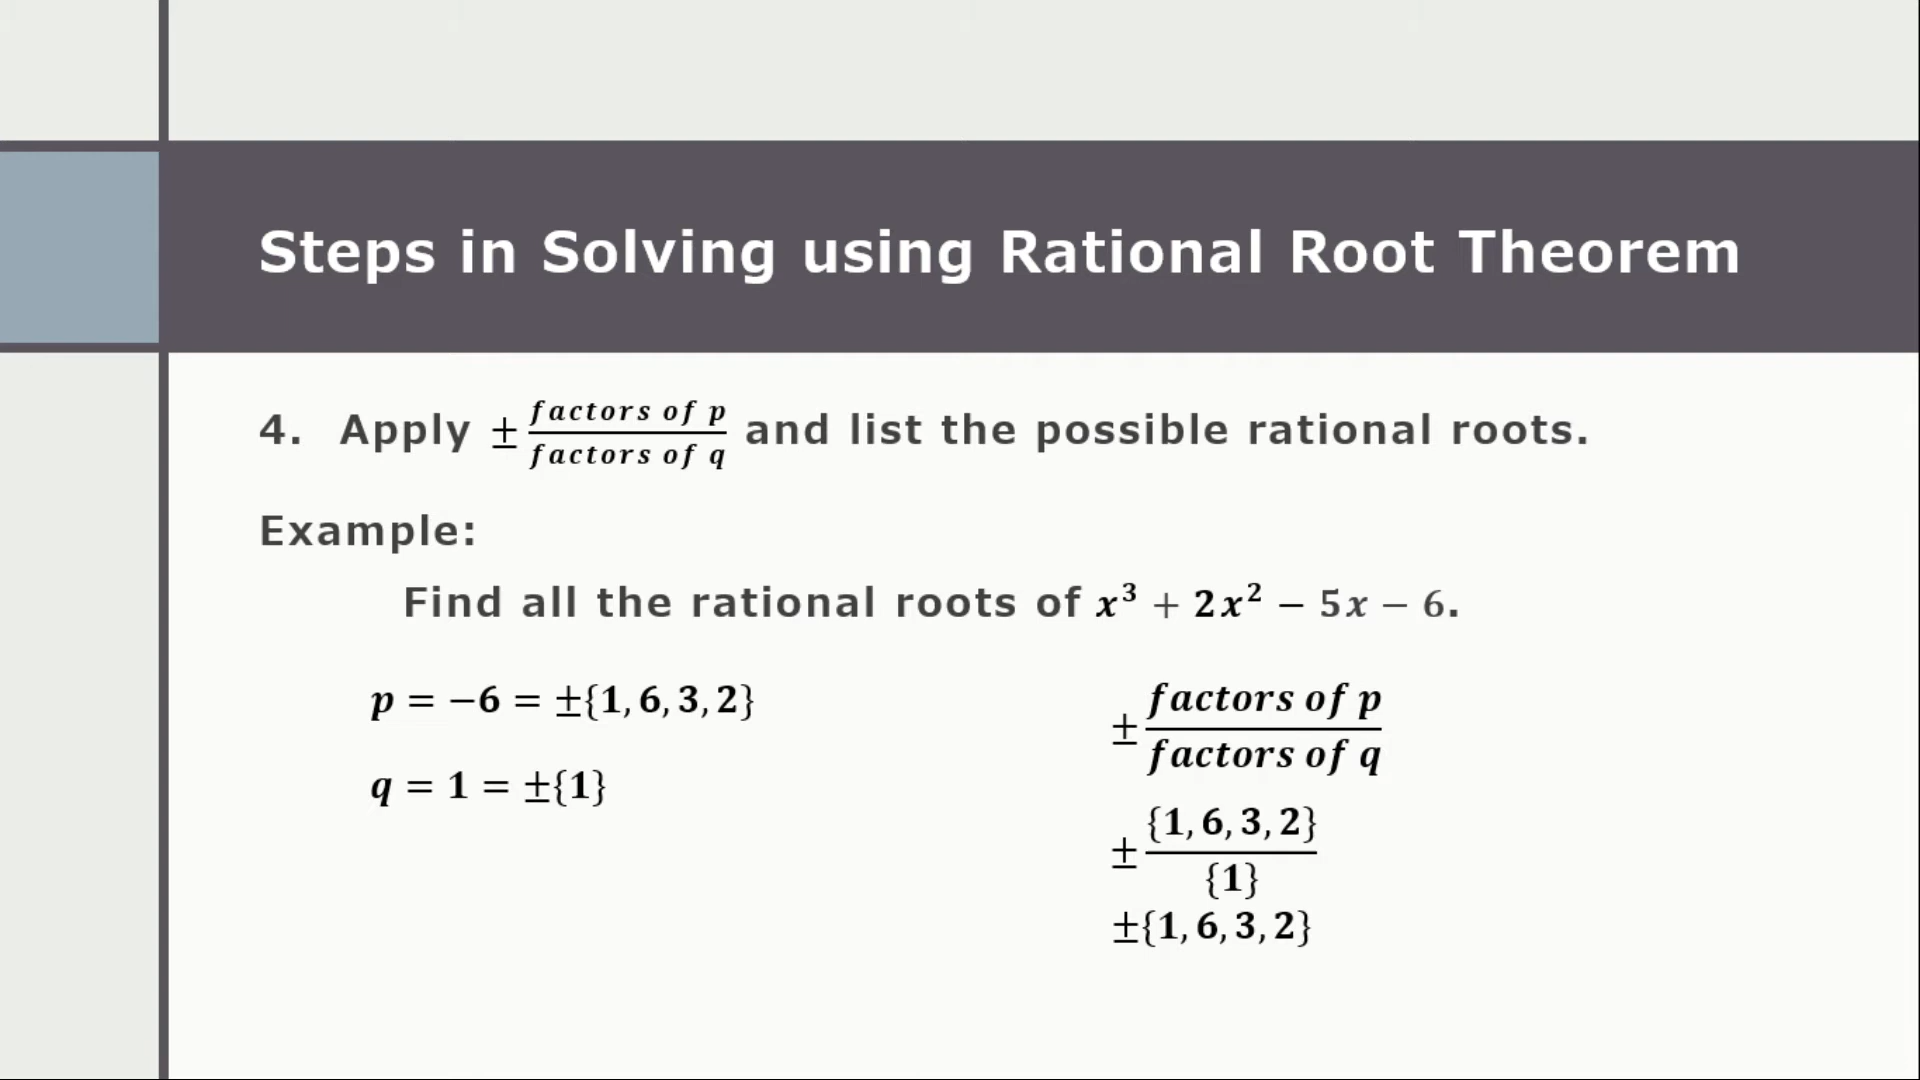 Steps in Solving using Rational Root Theorem
4. Apply ± factors of p / factors of q and list the possible rational roots.
Example:
Find all the rational roots of x³ + 2x² − 5x − 6.
p = −6 = ±{1, 6, 3, 2}
q = 1 = ±{1}
± factors of p / factors of q
± {1, 6, 3, 2} / {1}
±{1, 6, 3, 2}